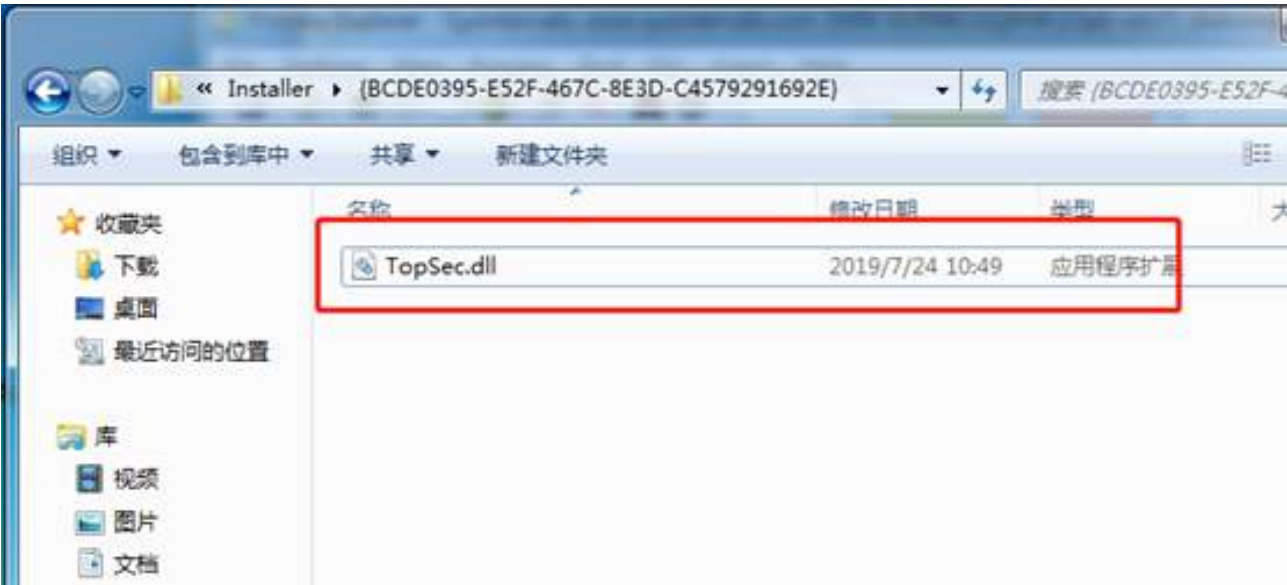 « Installer ▸ {BCDE0395-E52F-467C-8E3D-C4579291692E}
搜索 {BCDE0395-E52F-4
组织 包含到库中 共享 新建文件夹
名称 修改日期 类型 大
收藏夹
TopSec.dll 2019/7/24 10:49 应用程序扩展
下载
桌面
最近访问的位置
库
视频
图片
文档